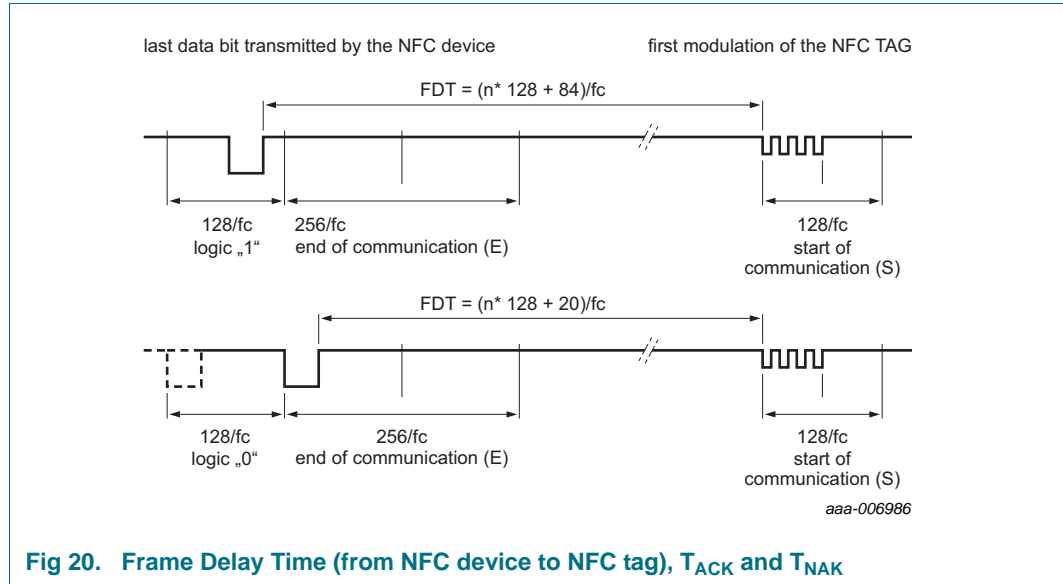 last data bit transmitted by the NFC device
first modulation of the NFC TAG
FDT = (n* 128 + 84)/fc
128/fc
logic „1“
256/fc
end of communication (E)
128/fc
start of
communication (S)
FDT = (n* 128 + 20)/fc
128/fc
logic „0“
256/fc
end of communication (E)
128/fc
start of
communication (S)
aaa-006986
Fig 20. Frame Delay Time (from NFC device to NFC tag), TACK and TNAK